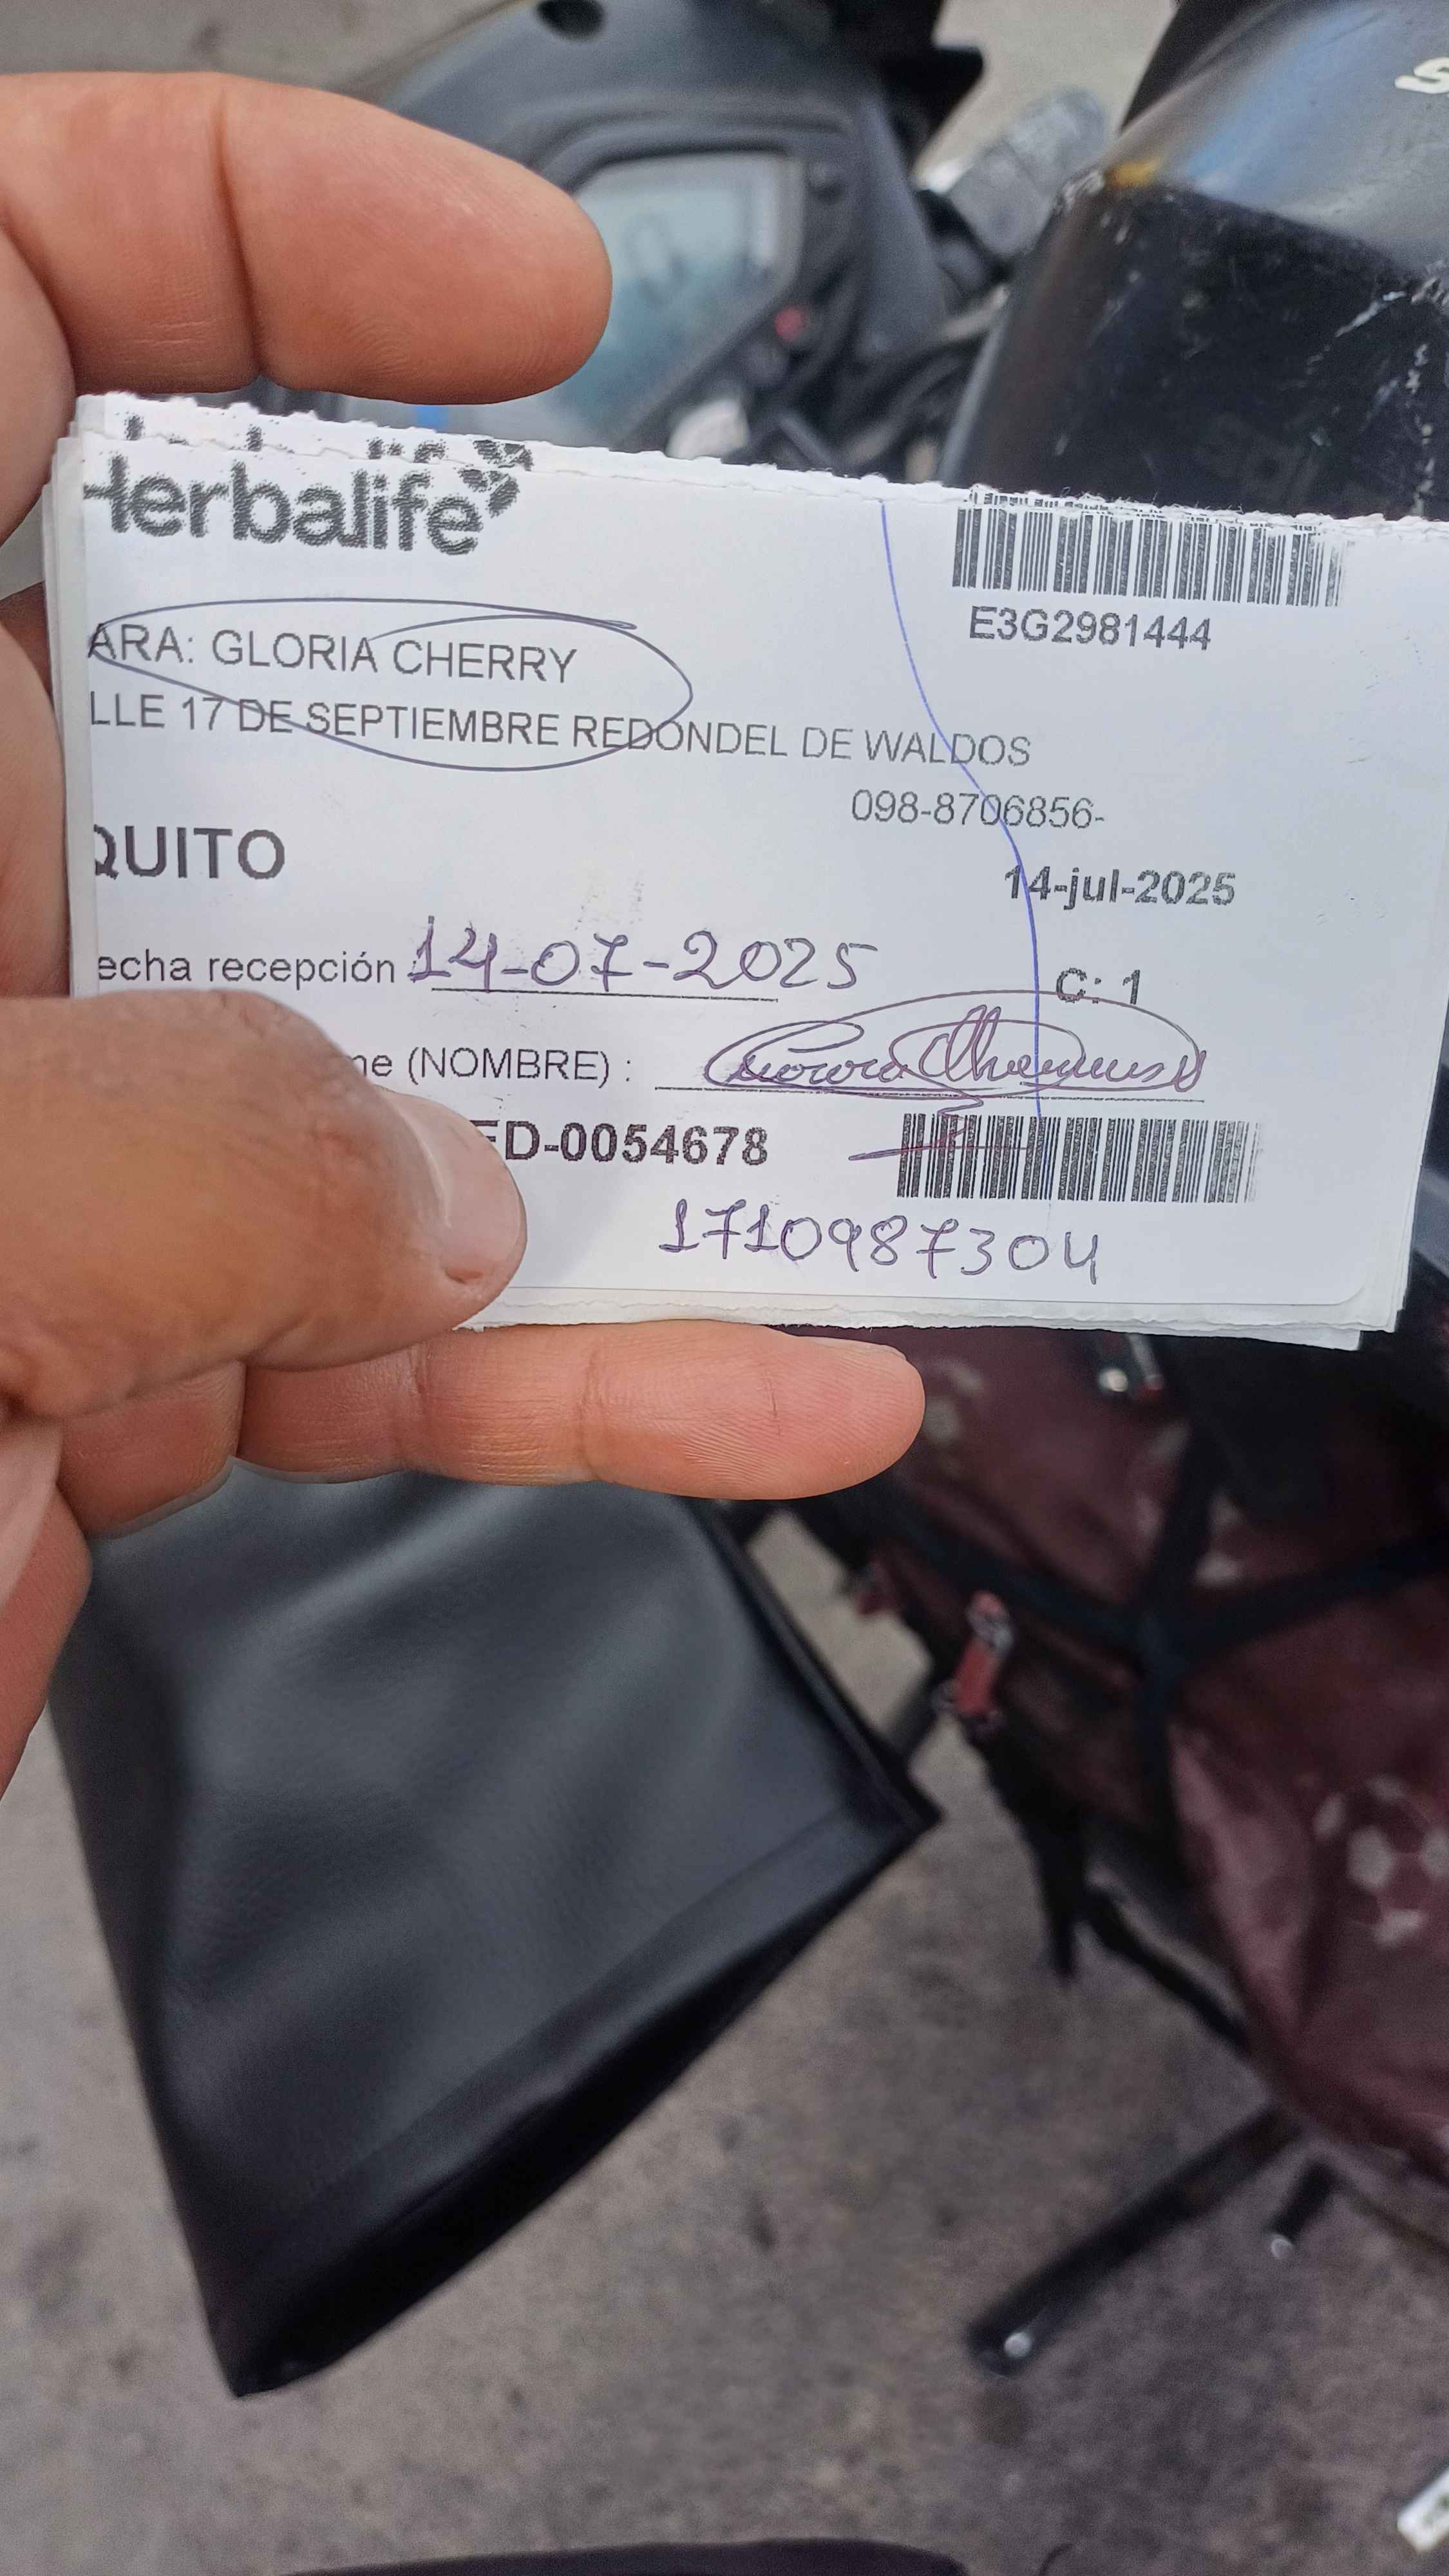 Herbalife
E3G2981444
ARA: GLORIA CHERRY
LLE 17 DE SEPTIEMBRE REDONDEL DE WALDOS
098-8706856-
QUITO
14-jul-2025
echa recepción 14-07-2025
C: 1
ne (NOMBRE) :
ED-0054678
1710987304